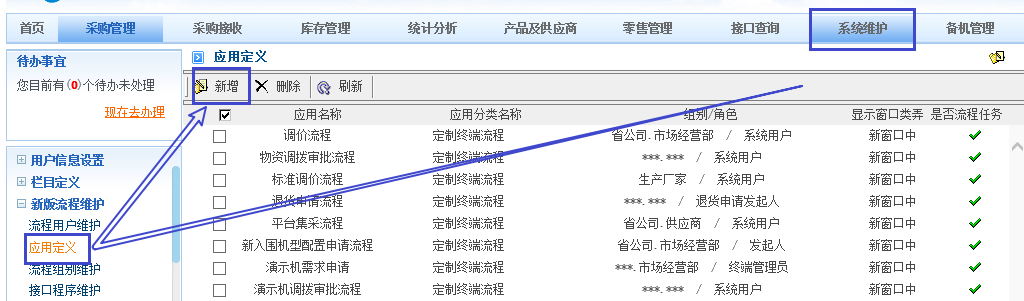 首页 采购管理 采购接收 库存管理 统计分析 产品及供应商 零售管理 接口查询 系统维护 备机管理
待办事宜
您目前有(0)个待办未处理
现在去办理
用户信息设置
栏目定义
新版流程维护
流程用户维护
应用定义
流程组别维护
接口程序维护
应用定义
新增 删除 刷新
应用名称 应用分类名称 组别/角色 显示窗口类弄 是否流程任务
调价流程 定制终端流程 省公司.市场经营部 / 系统用户 新窗口中
物资调拨审批流程 定制终端流程 ***.*** / 系统用户 新窗口中
标准调价流程 定制终端流程 生产厂家 / 系统用户 新窗口中
退货申请流程 定制终端流程 ***.*** / 退货申请发起人 新窗口中
平台集采流程 定制终端流程 省公司.供应商 / 系统用户 新窗口中
新入围机型配置申请流程 定制终端流程 省公司.市场经营部 / 发起人 新窗口中
演示机需求申请 定制终端流程 ***.市场经营部 / 终端管理员 新窗口中
演示机调拨审批流程 定制终端流程 ***.*** / 系统用户 新窗口中